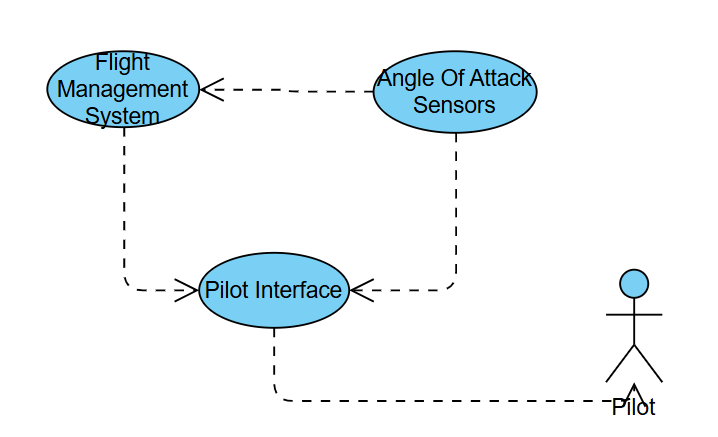 Flight
Management
System
Angle Of Attack
Sensors
Pilot Interface
Pilot